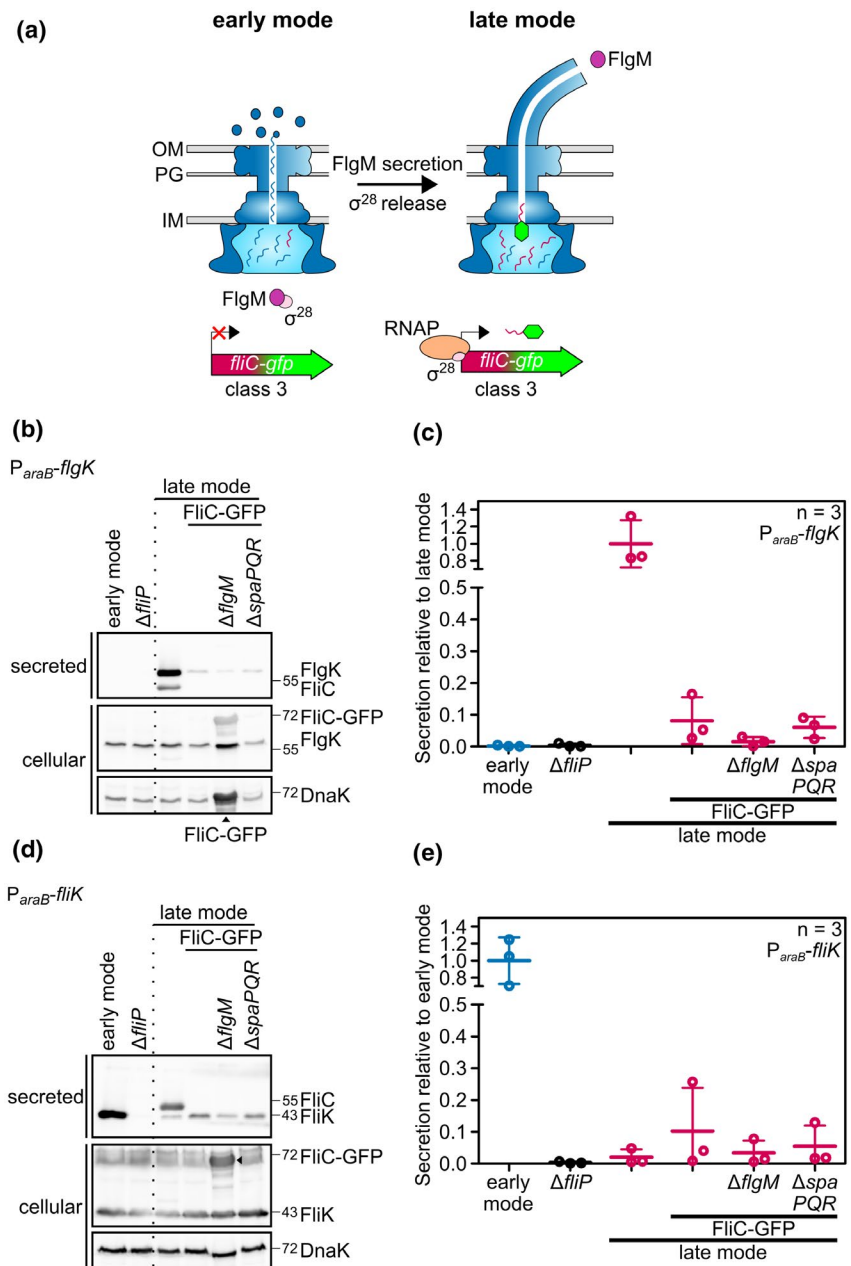 (a)
early mode
late mode
FlgM
OM
PG
IM
FlgM secretion
σ28 release
FlgM
σ28
RNAP
fliC-gfp
class 3
σ28
fliC-gfp
class 3
(b)
ParaB-flgK
late mode
FliC-GFP
early mode
ΔfliP
ΔflgM
ΔspaPQR
secreted
FlgK
55 FliC
72 FliC-GFP
FlgK
55
cellular
72 DnaK
FliC-GFP
(c)
Secretion relative to late mode
n = 3
ParaB-flgK
1.4
1.2
1.0
0.8
0.5
0.4
0.3
0.2
0.1
0.0
early mode
ΔfliP
ΔflgM
Δspa
PQR
FliC-GFP
late mode
(d)
ParaB-fliK
late mode
FliC-GFP
early mode
ΔfliP
ΔflgM
ΔspaPQR
secreted
55 FliC
43 FliK
72 FliC-GFP
cellular
43 FliK
72 DnaK
(e)
Secretion relative to early mode
n = 3
ParaB-fliK
1.4
1.2
1.0
0.8
0.5
0.4
0.3
0.2
0.1
0.0
early
mode
ΔfliP
ΔflgM
Δspa
PQR
FliC-GFP
late mode